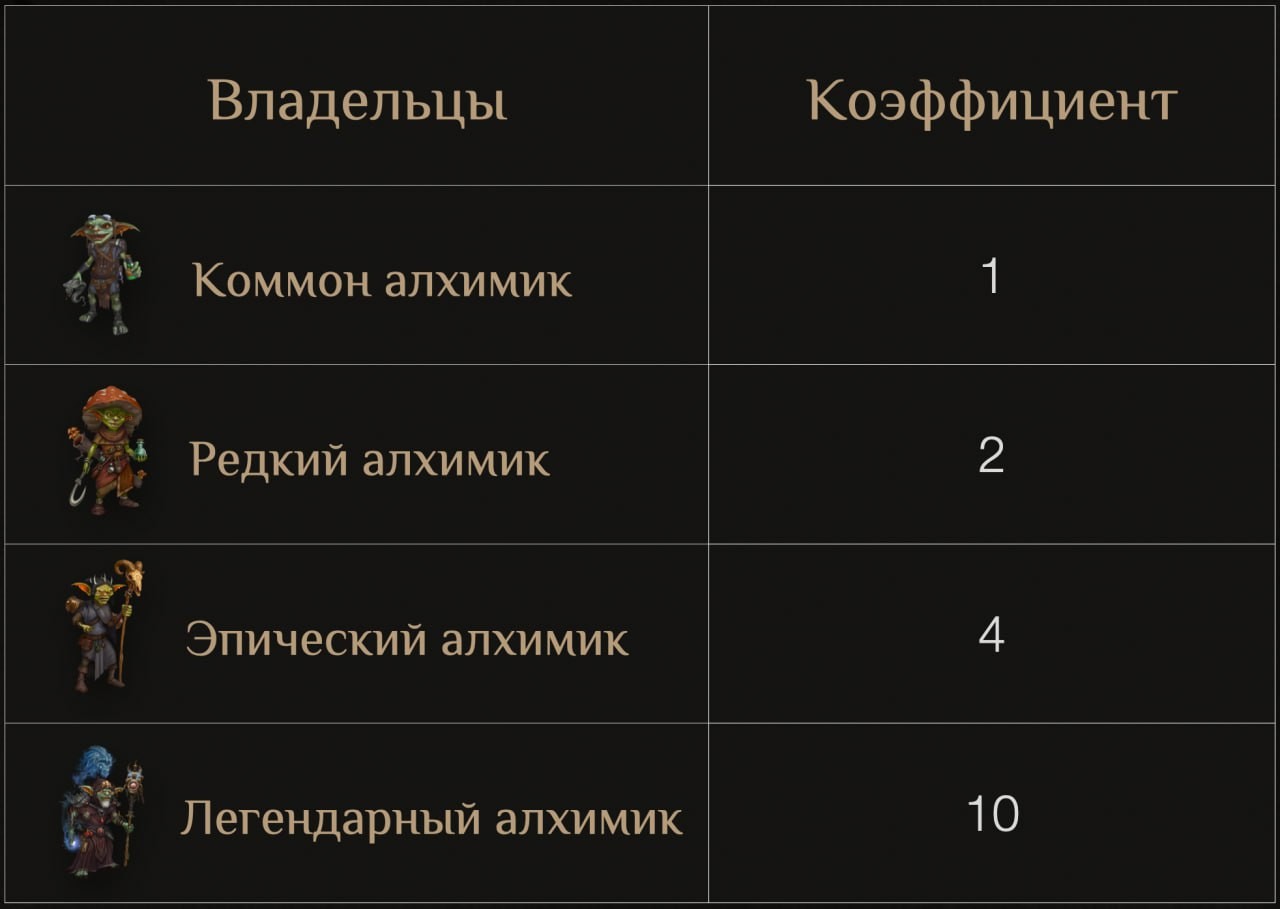 Владельцы
Коэффициент
Коммон алхимик
1
Редкий алхимик
2
Эпический алхимик
4
Легендарный алхимик
10